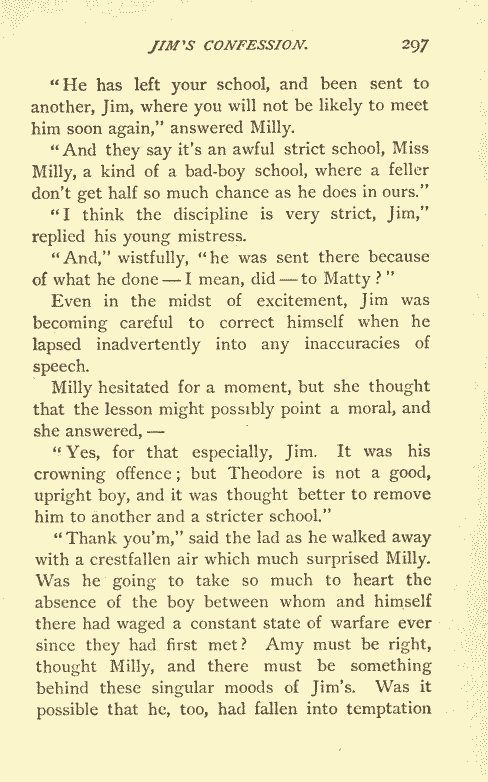 JIM'S CONFESSION. 297
"He has left your school, and been sent to
another, Jim, where you will not be likely to meet
him soon again," answered Milly.
"And they say it's an awful strict school, Miss
Milly, a kind of a bad-boy school, where a feller
don't get half so much chance as he does in ours."
"I think the discipline is very strict, Jim,"
replied his young mistress.
"And," wistfully, "he was sent there because
of what he done — I mean, did — to Matty?"
Even in the midst of excitement, Jim was
becoming careful to correct himself when he
lapsed inadvertently into any inaccuracies of
speech.
Milly hesitated for a moment, but she thought
that the lesson might possibly point a moral, and
she answered, —
"Yes, for that especially, Jim. It was his
crowning offence; but Theodore is not a good,
upright boy, and it was thought better to remove
him to another and a stricter school."
"Thank you'm," said the lad as he walked away
with a crestfallen air which much surprised Milly.
Was he going to take so much to heart the
absence of the boy between whom and himself
there had waged a constant state of warfare ever
since they had first met? Amy must be right,
thought Milly, and there must be something
behind these singular moods of Jim's. Was it
possible that he, too, had fallen into temptation